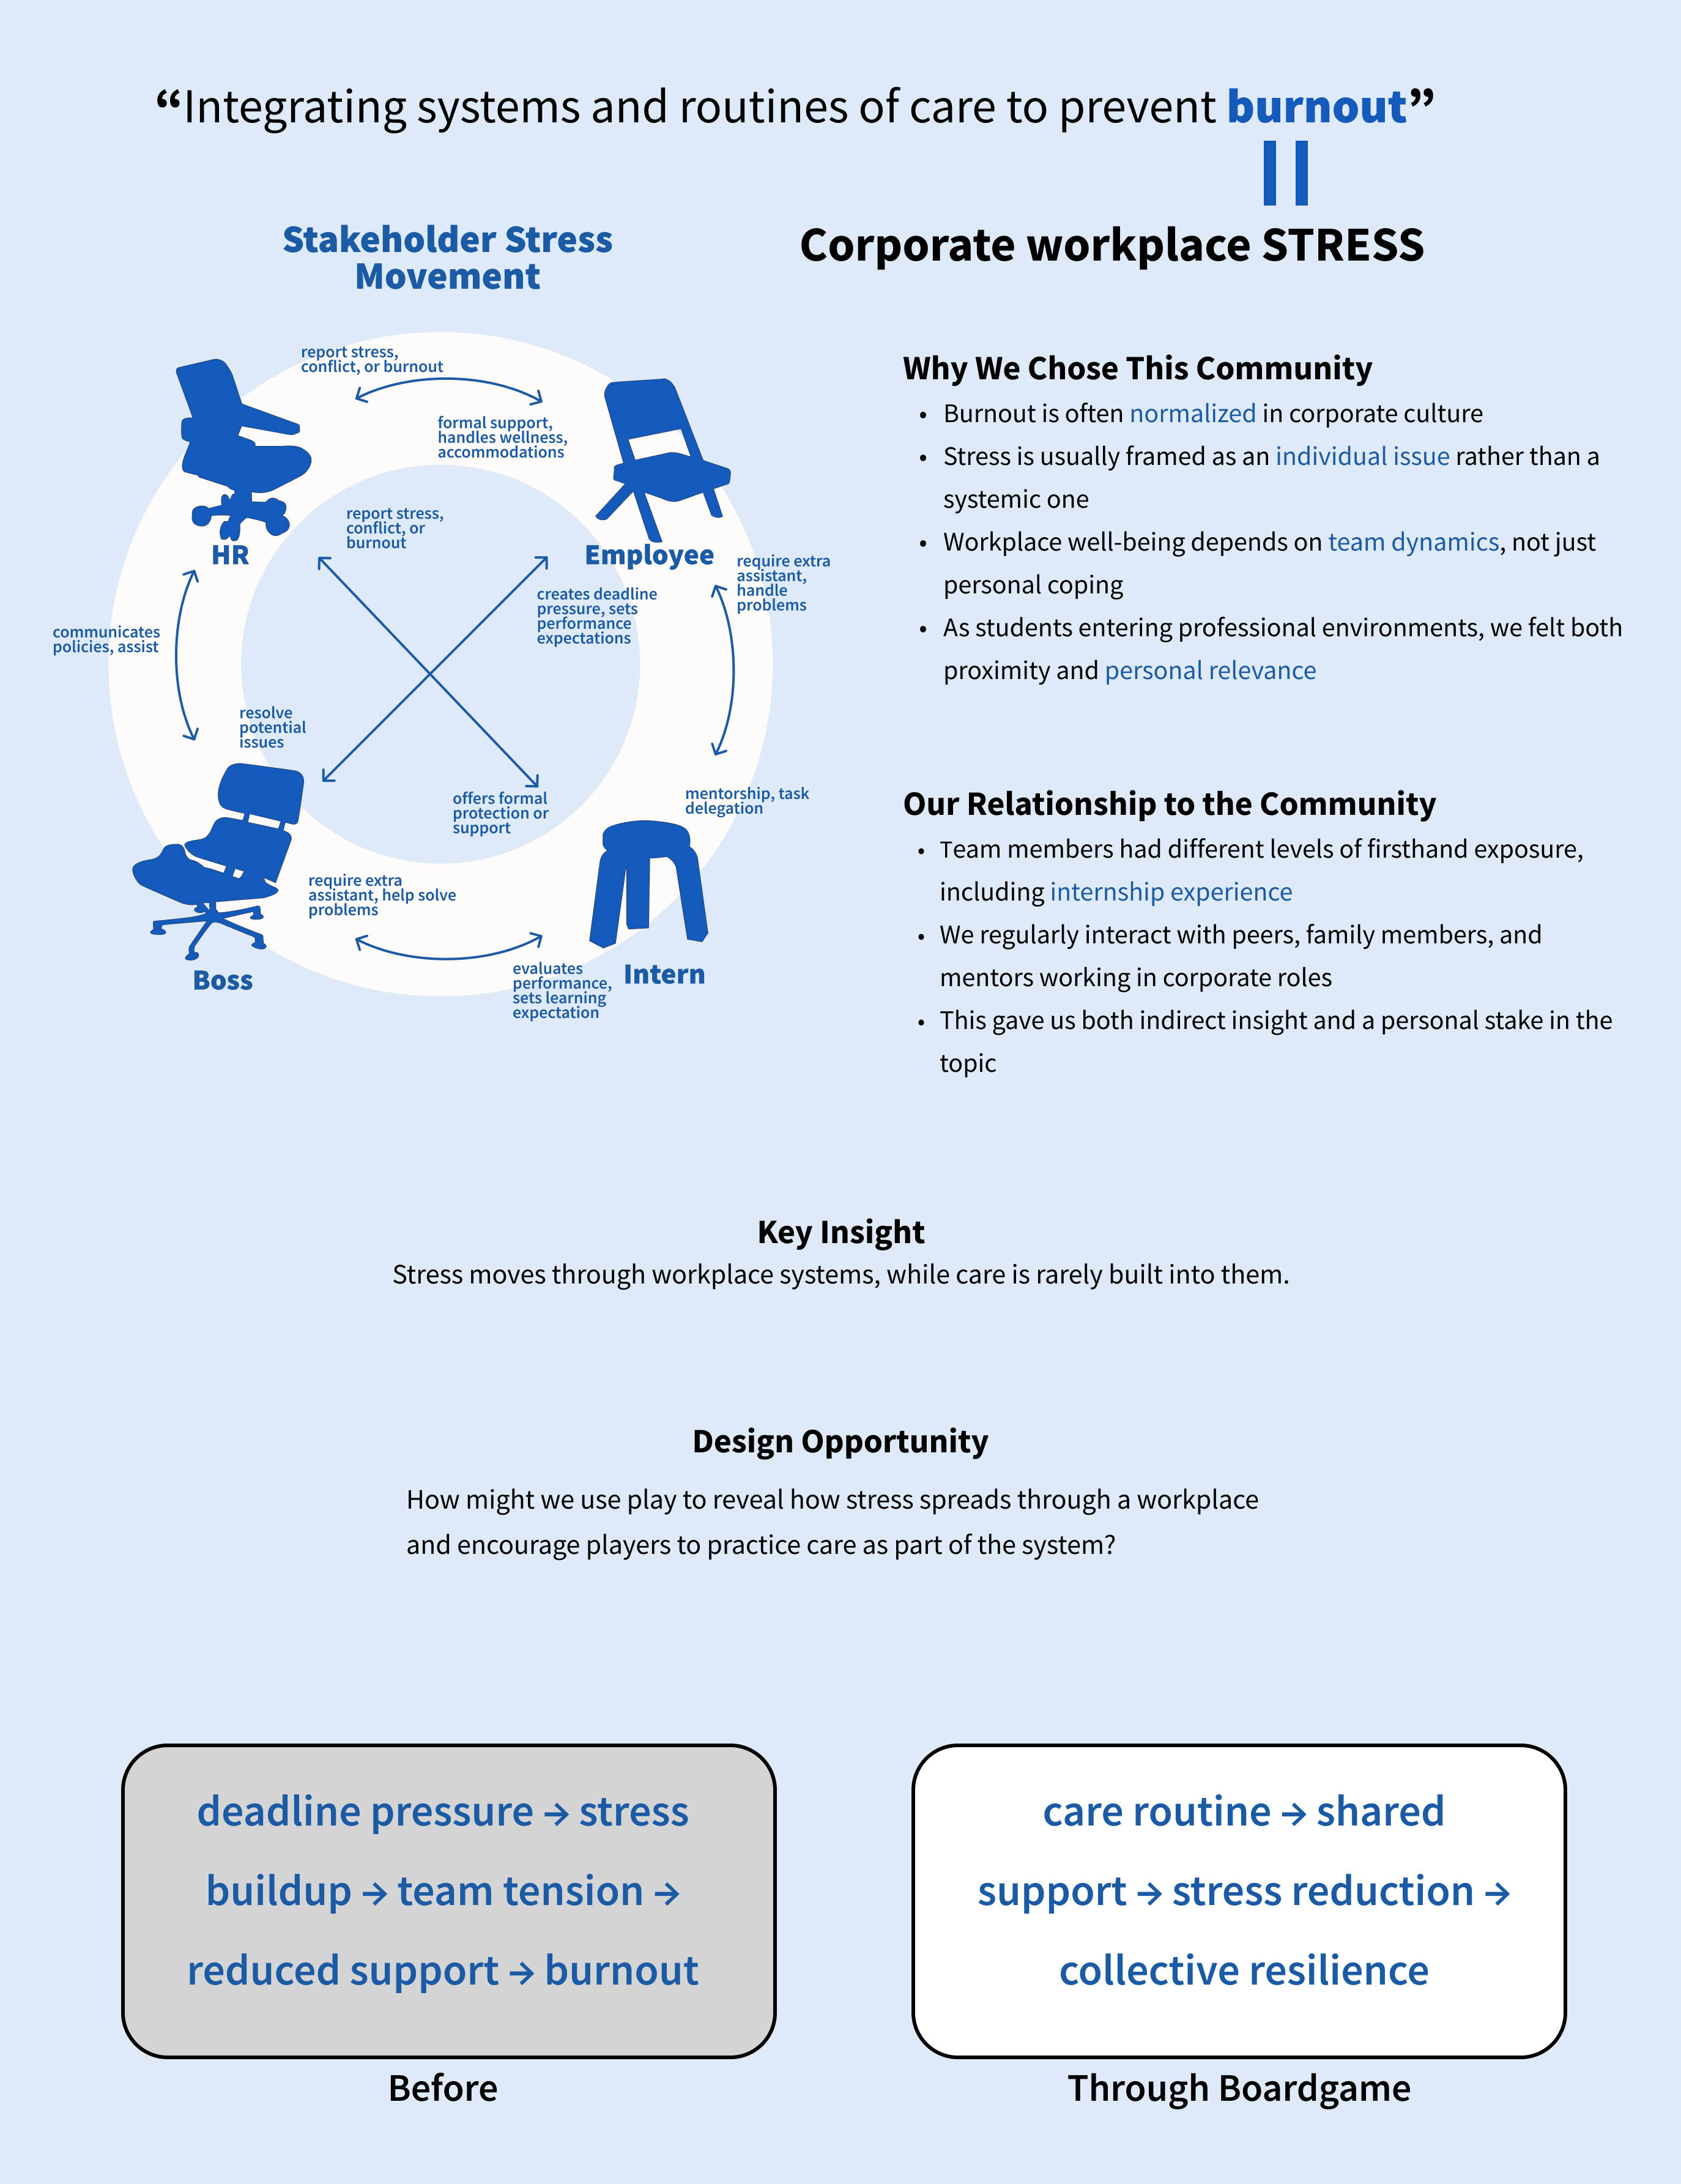 “Integrating systems and routines of care to prevent burnout”
Stakeholder Stress
Movement
report stress,
conflict, or burnout
formal support,
handles wellness,
accommodations
HR
report stress,
conflict, or
burnout
Employee
require extra
assistant,
handle
problems
creates deadline
pressure, sets
performance
expectations
communicates
policies, assist
resolve
potential
issues
offers formal
protection or
support
mentorship, task
delegation
require extra
assistant, help solve
problems
Boss
evaluates
performance,
sets learning
expectation
Intern
Corporate workplace STRESS
Why We Chose This Community
• Burnout is often normalized in corporate culture
• Stress is usually framed as an individual issue rather than a
systemic one
• Workplace well-being depends on team dynamics, not just
personal coping
• As students entering professional environments, we felt both
proximity and personal relevance
Our Relationship to the Community
• Team members had different levels of firsthand exposure,
including internship experience
• We regularly interact with peers, family members, and
mentors working in corporate roles
• This gave us both indirect insight and a personal stake in the
topic
Key Insight
Stress moves through workplace systems, while care is rarely built into them.
Design Opportunity
How might we use play to reveal how stress spreads through a workplace
and encourage players to practice care as part of the system?
deadline pressure → stress
buildup → team tension →
reduced support → burnout
Before
care routine → shared
support → stress reduction →
collective resilience
Through Boardgame